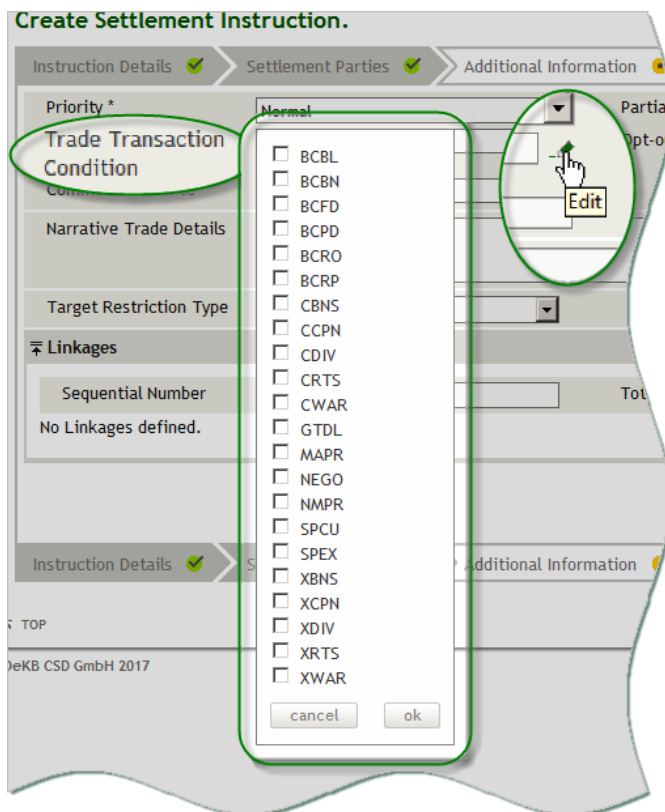 Create Settlement Instruction.
Instruction Details Settlement Parties Additional Information
Priority * Normal Partia
Trade Transaction
Condition
Opt-o
Edit
Narrative Trade Details
Target Restriction Type
Linkages
Sequential Number Tot
No Linkages defined.
BCBL
BCBN
BCFD
BCPD
BCRO
BCRP
CBNS
CCPN
CDIV
CRTS
CWAR
GTDL
MAPR
NEGO
NMPR
SPCU
SPEX
XBNS
XCPN
XDIV
XRTS
XWAR
cancel ok
Instruction Details S Additional Information
TOP
OeKB CSD GmbH 2017